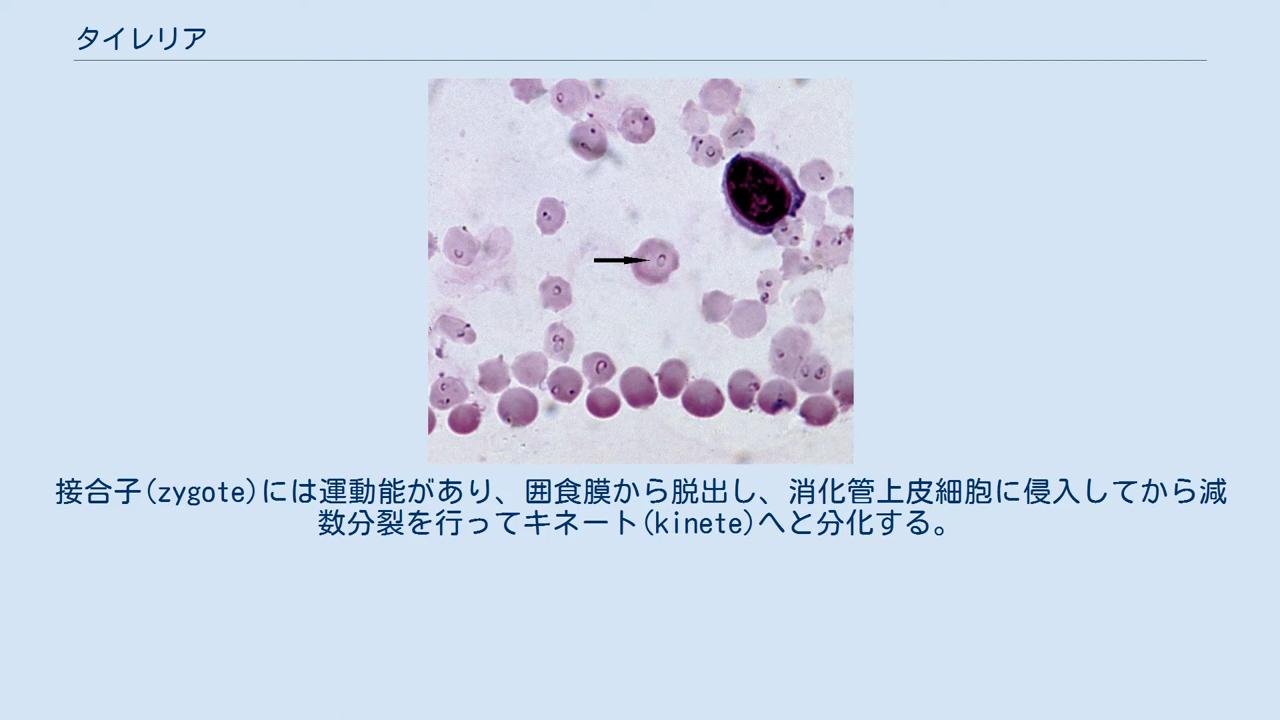 タイレリア
接合子(zygote)には運動能があり、囲食膜から脱出し、消化管上皮細胞に侵入してから減
数分裂を行ってキネート(kinete)へと分化する。